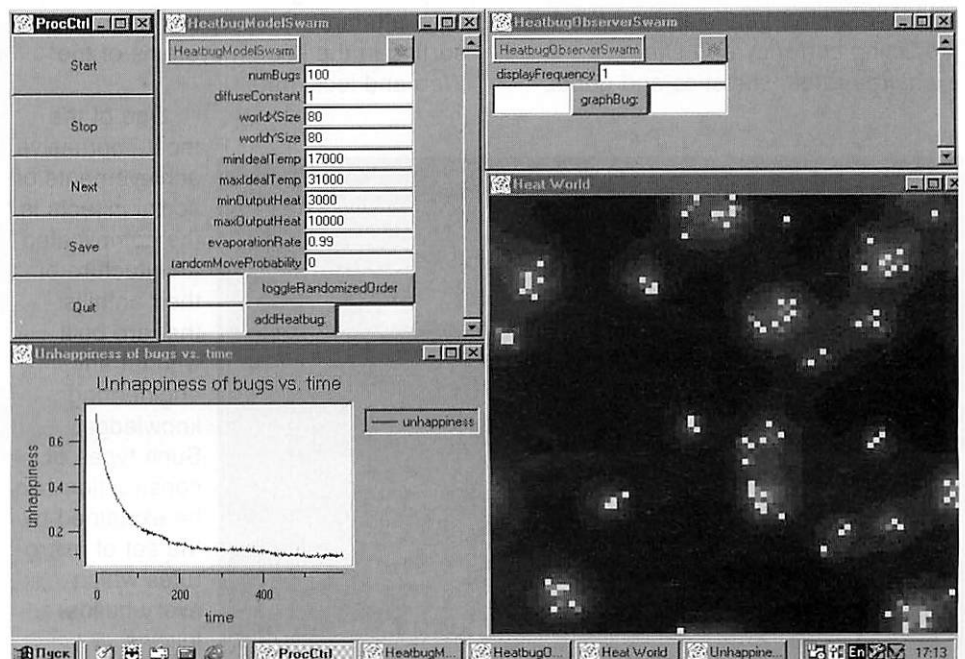 ProcCtrl
Start
Stop
Next
Save
Quit
HeatbugModelSwarm
HeatbugModelSwarm
numBugs 100
diffuseConstant 1
worldXSize 80
worldYSize 80
minIdealTemp 17000
maxIdealTemp 31000
minOutputHeat 3000
maxOutputHeat 10000
evaporationRate 0.99
randomMoveProbability 0
toggleRandomizedOrder
addHeatbug:
HeatbugObserverSwarm
HeatbugObserverSwarm
displayFrequency 1
graphBug:
Heat World
Unhappiness of bugs vs. time
Unhappiness of bugs vs. time
unhappiness
unhappiness
0.6
0.4
0.2
0 200 400
time
Пуск ProcCtrl HeatbugM... HeatbugO... Heat World Unhappine... En 17:13